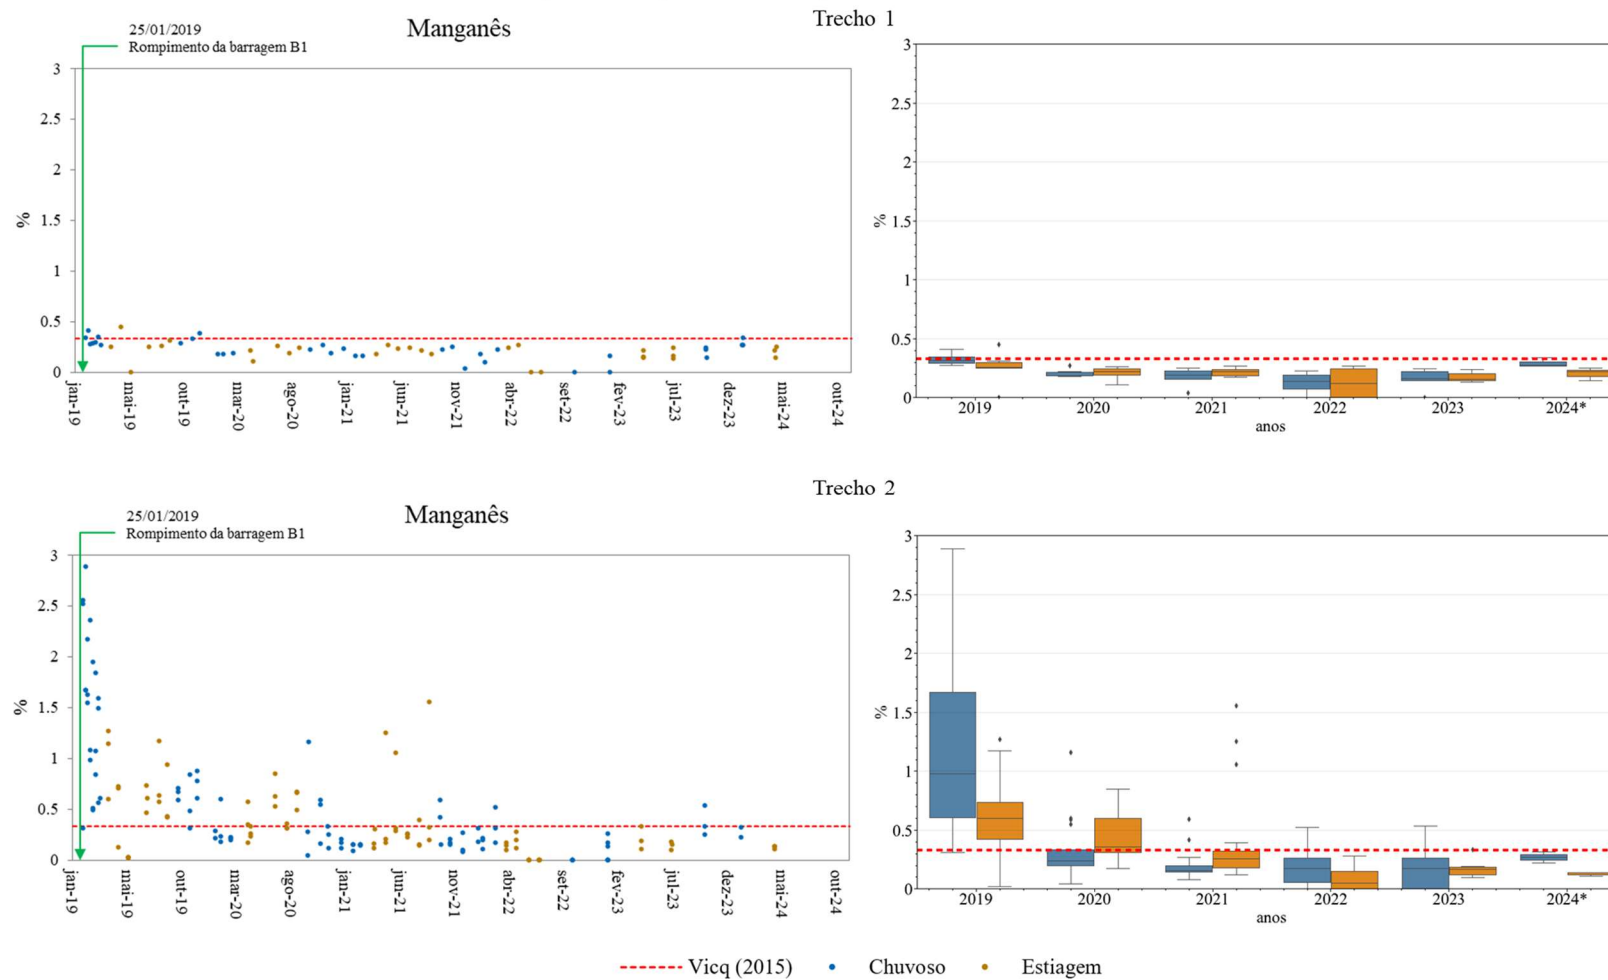 Trecho 1
25/01/2019
Rompimento da barragem B1
Manganês
3
2.5
2
1.5
1
0.5
0
%
jan-19
mai-19
out-19
mar-20
ago-20
jan-21
jun-21
nov-21
abr-22
set-22
fev-23
jul-23
dez-23
mai-24
out-24
3
2.5
2
1.5
1
0.5
0
%
2019
2020
2021
2022
2023
2024*
anos
Trecho 2
25/01/2019
Rompimento da barragem B1
Manganês
3
2.5
2
1.5
1
0.5
0
%
jan-19
mai-19
out-19
mar-20
ago-20
jan-21
jun-21
nov-21
abr-22
set-22
fev-23
jul-23
dez-23
mai-24
out-24
3
2.5
2
1.5
1
0.5
0
%
2019
2020
2021
2022
2023
2024*
anos
Vicq (2015) Chuvoso Estiagem